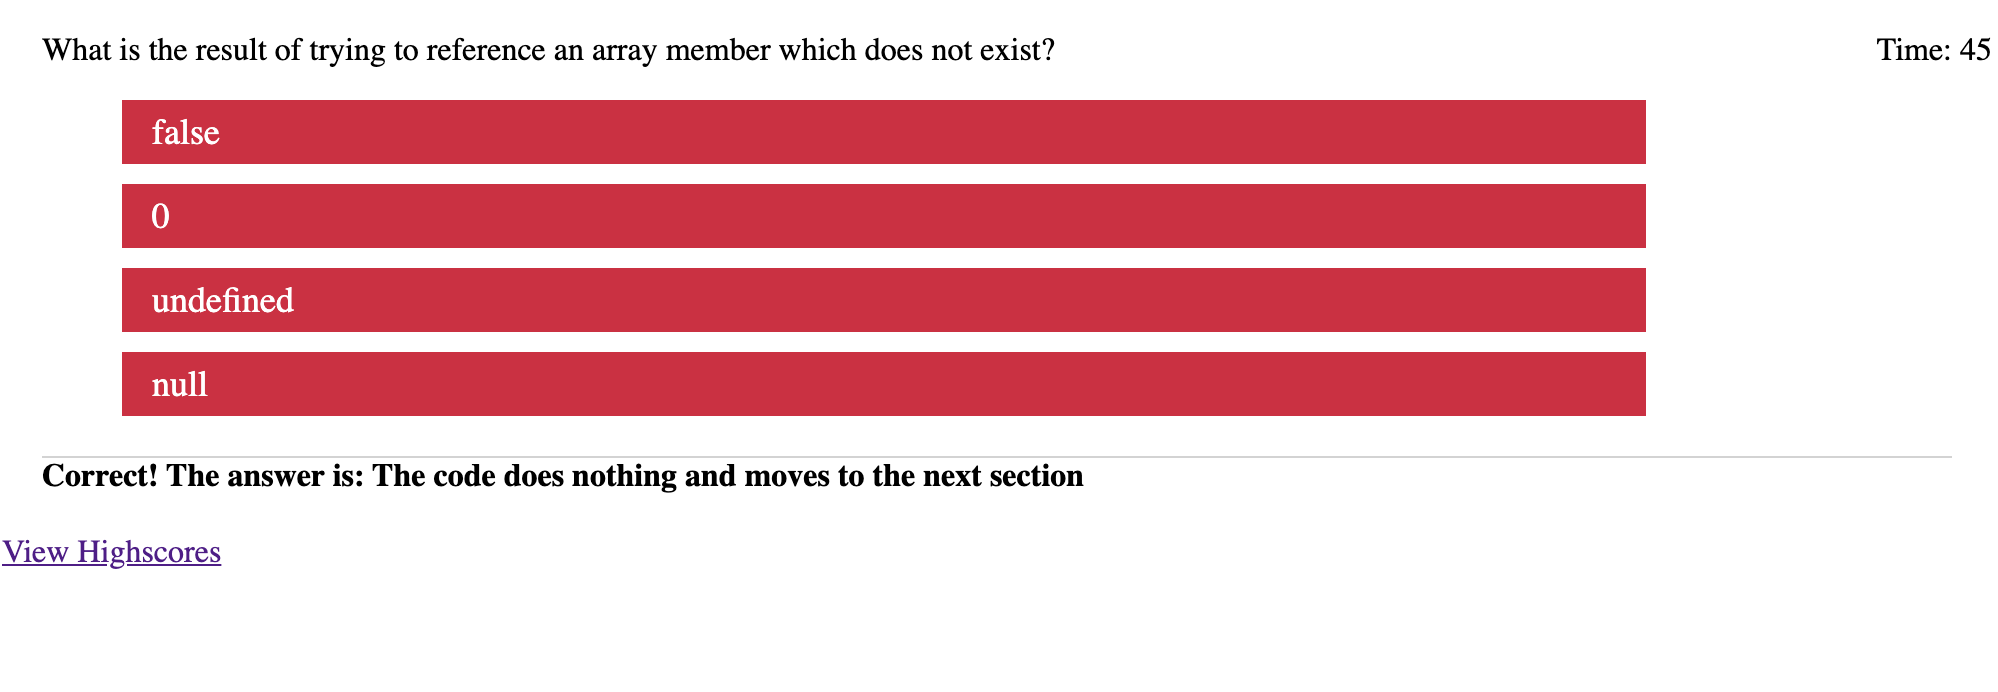 What is the result of trying to reference an array member which does not exist?
Time: 45
false
0
undefined
null
Correct! The answer is: The code does nothing and moves to the next section
View Highscores